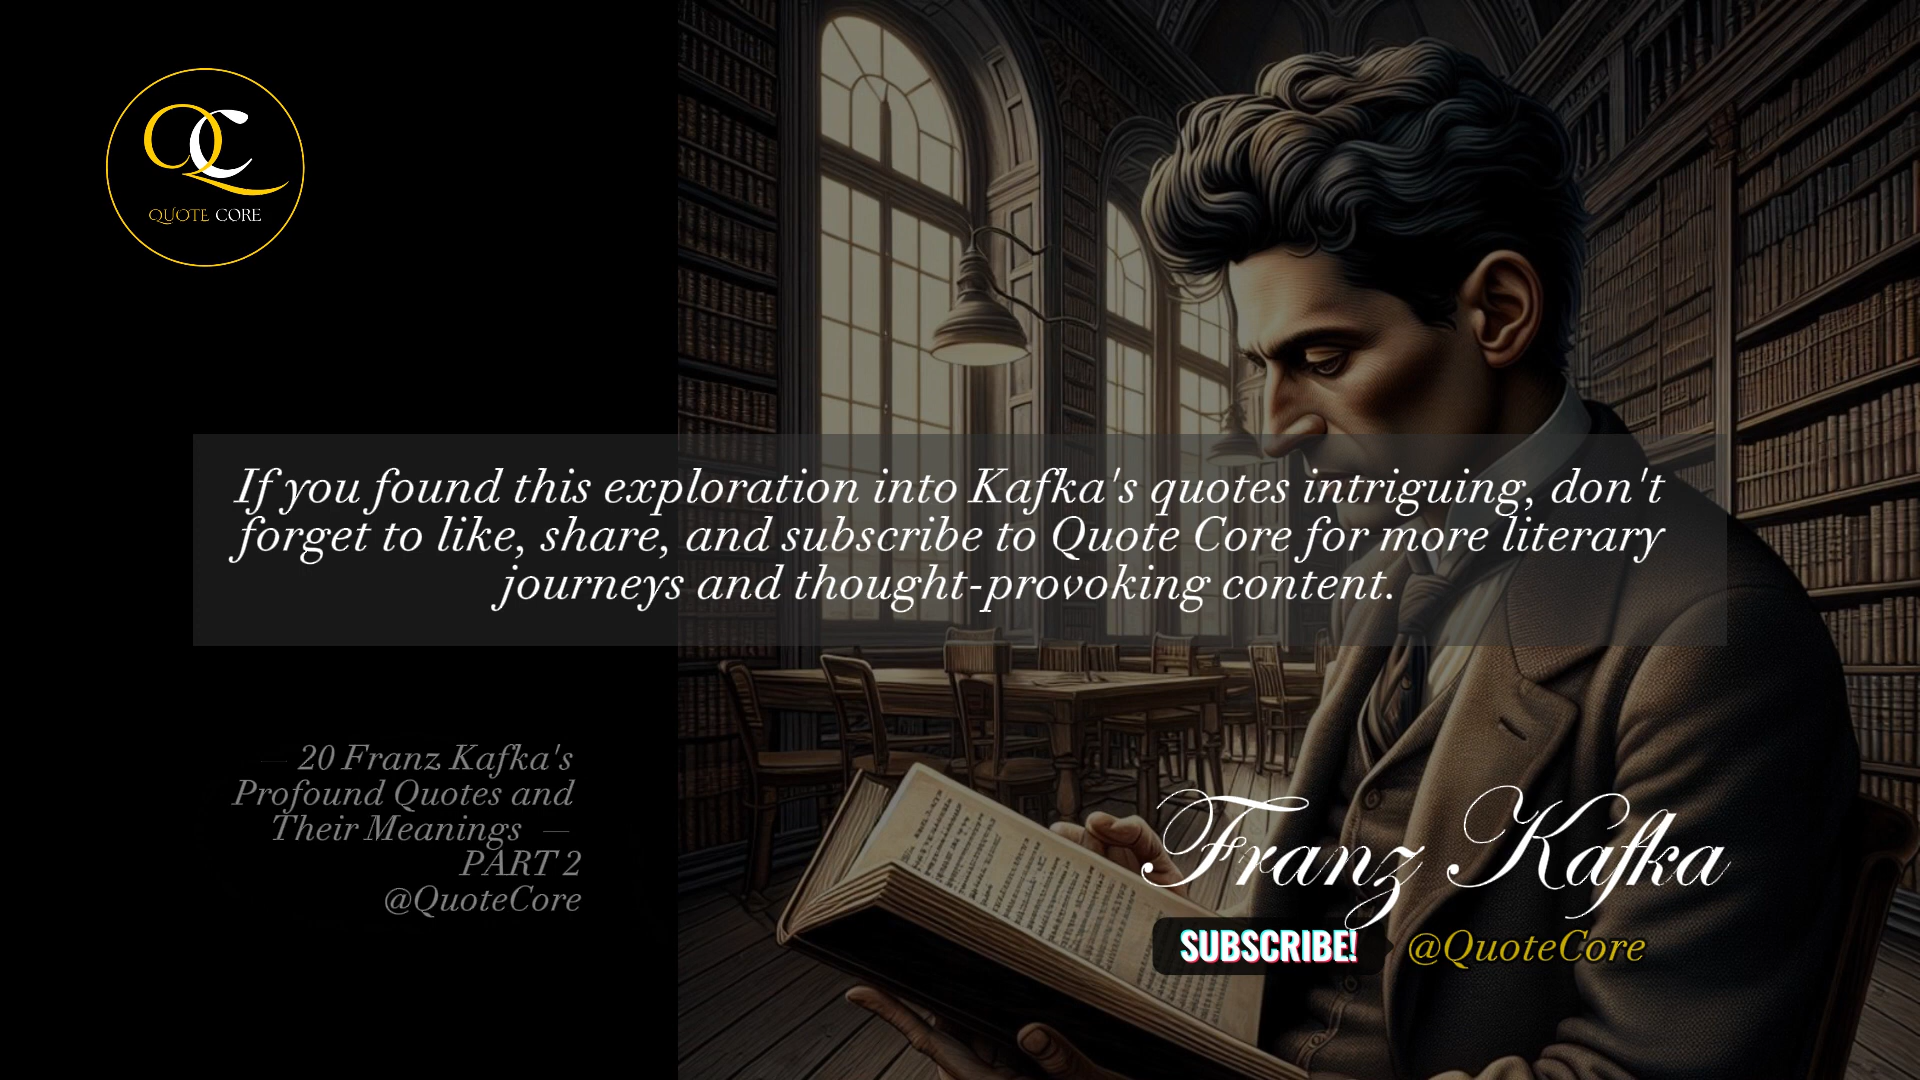 QC
QUOTE CORE
If you found this exploration into Kafka's quotes intriguing, don't
forget to like, share, and subscribe to Quote Core for more literary
journeys and thought-provoking content.
— 20 Franz Kafka's
Profound Quotes and
Their Meanings —
PART 2
@QuoteCore
Franz Kafka
SUBSCRIBE! @QuoteCore